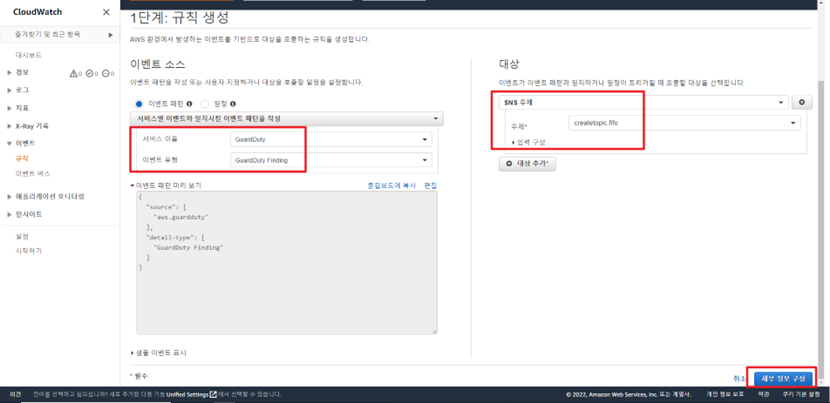 CloudWatch
즐겨찾기 및 최근 항목
대시보드
경보
0 0 0
로그
지표
X-Ray 기록
이벤트
규칙
이벤트 버스
애플리케이션 모니터링
인사이트
설정
시작하기
1단계: 규칙 생성
AWS 환경에서 발생하는 이벤트를 기반으로 대상을 호출하는 규칙을 생성합니다.
이벤트 소스
이벤트 패턴을 작성 또는 사용자 지정하거나 대상을 호출할 일정을 설정합니다.
이벤트 패턴 일정
서비스별 이벤트와 일치시킬 이벤트 패턴을 작성
서비스 이름 GuardDuty
이벤트 유형 GuardDuty Finding
이벤트 패턴 미리 보기 클립보드에 복사 편집
{
"source": [
"aws.guardduty"
],
"detail-type": [
"GuardDuty Finding"
]
}
샘플 이벤트 표시
* 필수
대상
이벤트가 이벤트 패턴과 일치하거나 일정이 트리거될 때 호출할 대상을 선택합니다.
SNS 주제
주제* createtopic.fifo
입력 구성
대상 추가*
취소 세부 정보 구성
의견 언어를 선택하고 싶으십니까? 새로 추가된 다음 기능 Unified Settings 에서 선택할 수 있습니다. © 2022, Amazon Web Services, Inc. 또는 계열사. 개인 정보 보호 약관 쿠키 기본 설정